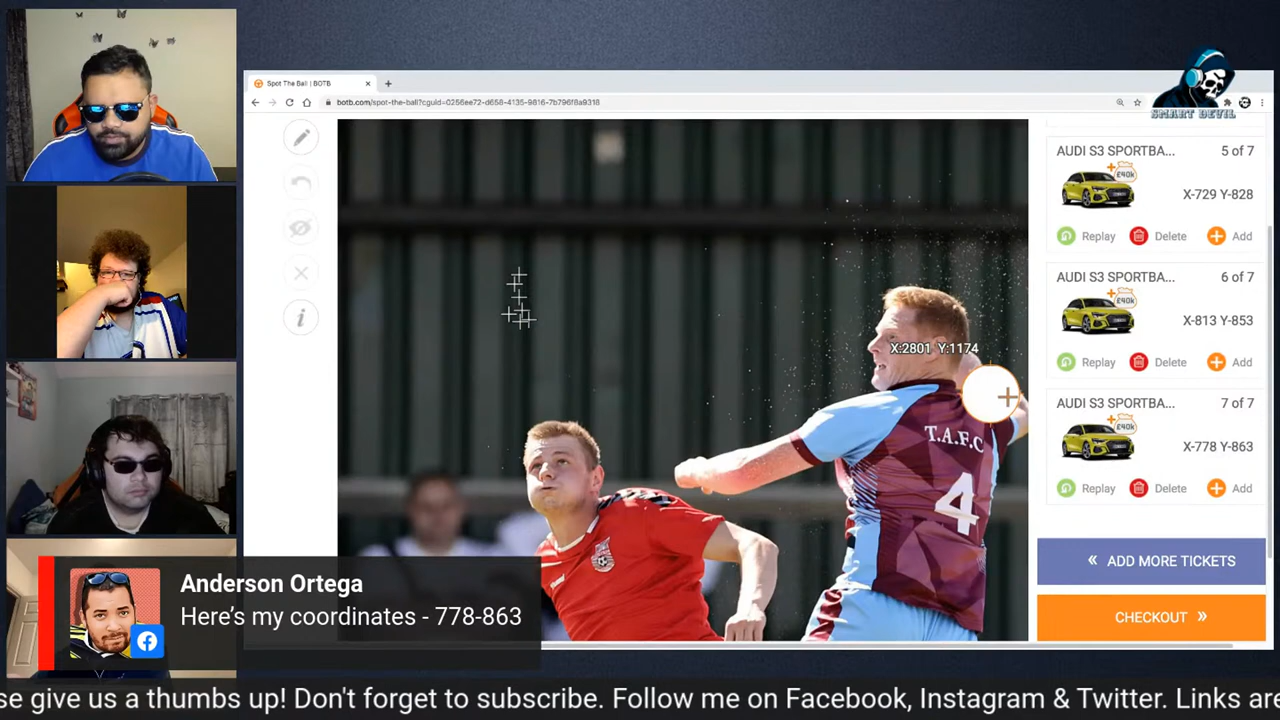 Spot The Ball | BOTB
botb.com/spot-the-ball?cguid=0256ee72-d658-4135-9816-7b796f8a9318
SMART DEVIL
AUDI S3 SPORTBA... 5 of 7
£40k
X-729 Y-828
Replay Delete Add
AUDI S3 SPORTBA... 6 of 7
£40k
X-813 Y-853
Replay Delete Add
AUDI S3 SPORTBA... 7 of 7
£40k
X-778 Y-863
Replay Delete Add
« ADD MORE TICKETS
CHECKOUT »
X:2801 Y:1174
T.A.F.C
4
Anderson Ortega
Here’s my coordinates - 778-863
se give us a thumbs up! Don't forget to subscribe. Follow me on Facebook, Instagram & Twitter. Links are